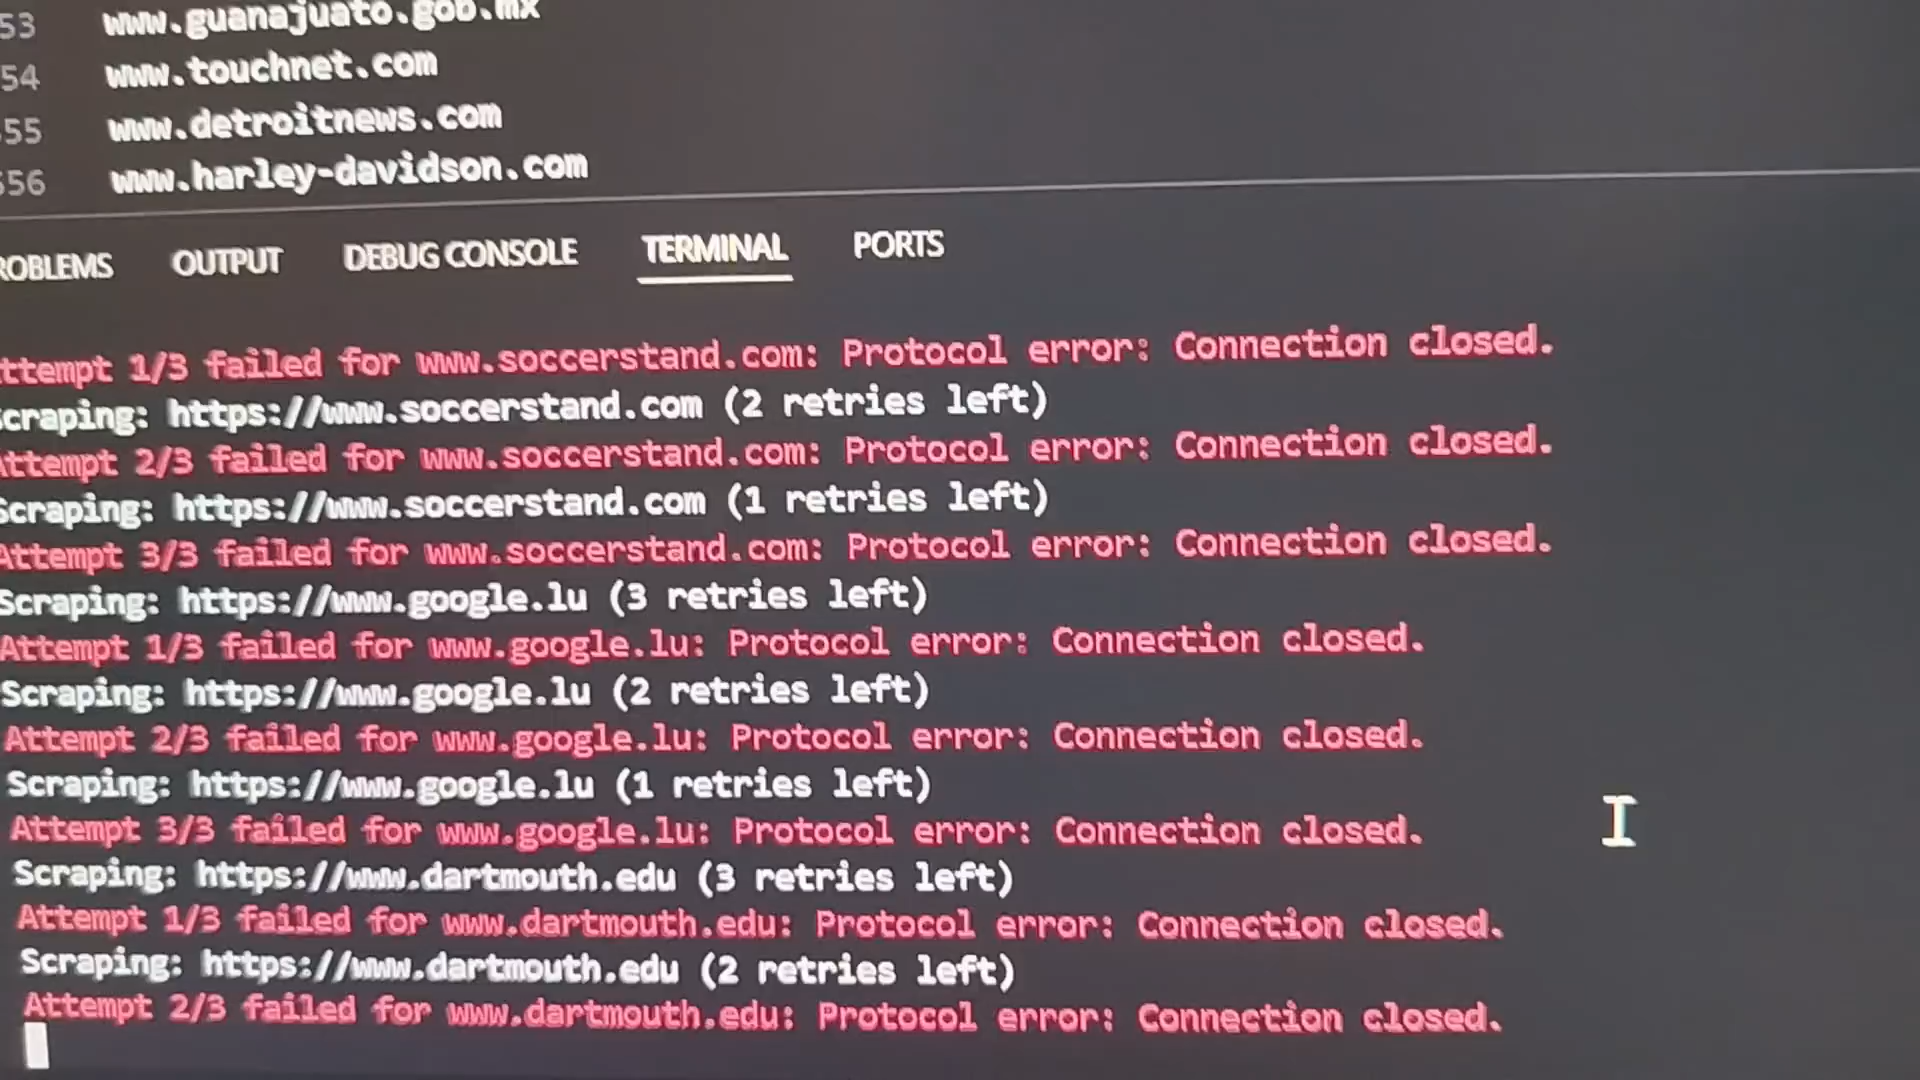 53 www.guanajuato.gob.mx
54 www.touchnet.com
55 www.detroitnews.com
556 www.harley-davidson.com
ROBLEMS OUTPUT DEBUG CONSOLE TERMINAL PORTS
ttempt 1/3 failed for www.soccerstand.com: Protocol error: Connection closed.
craping: https://www.soccerstand.com (2 retries left)
Attempt 2/3 failed for www.soccerstand.com: Protocol error: Connection closed.
Scraping: https://www.soccerstand.com (1 retries left)
Attempt 3/3 failed for www.soccerstand.com: Protocol error: Connection closed.
Scraping: https://www.google.lu (3 retries left)
Attempt 1/3 failed for www.google.lu: Protocol error: Connection closed.
Scraping: https://www.google.lu (2 retries left)
Attempt 2/3 failed for www.google.lu: Protocol error: Connection closed.
Scraping: https://www.google.lu (1 retries left)
Attempt 3/3 failed for www.google.lu: Protocol error: Connection closed.
Scraping: https://www.dartmouth.edu (3 retries left)
Attempt 1/3 failed for www.dartmouth.edu: Protocol error: Connection closed.
Scraping: https://www.dartmouth.edu (2 retries left)
Attempt 2/3 failed for www.dartmouth.edu: Protocol error: Connection closed.